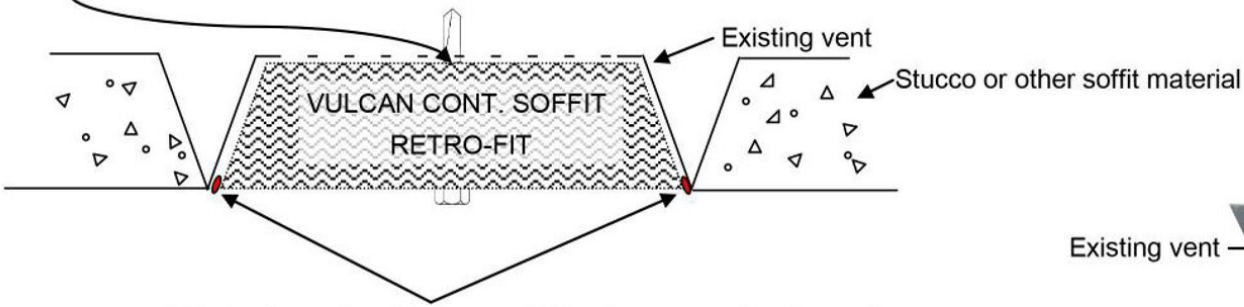 Existing vent
Stucco or other soffit material
VULCAN CONT. SOFFIT
RETRO-FIT
Existing vent